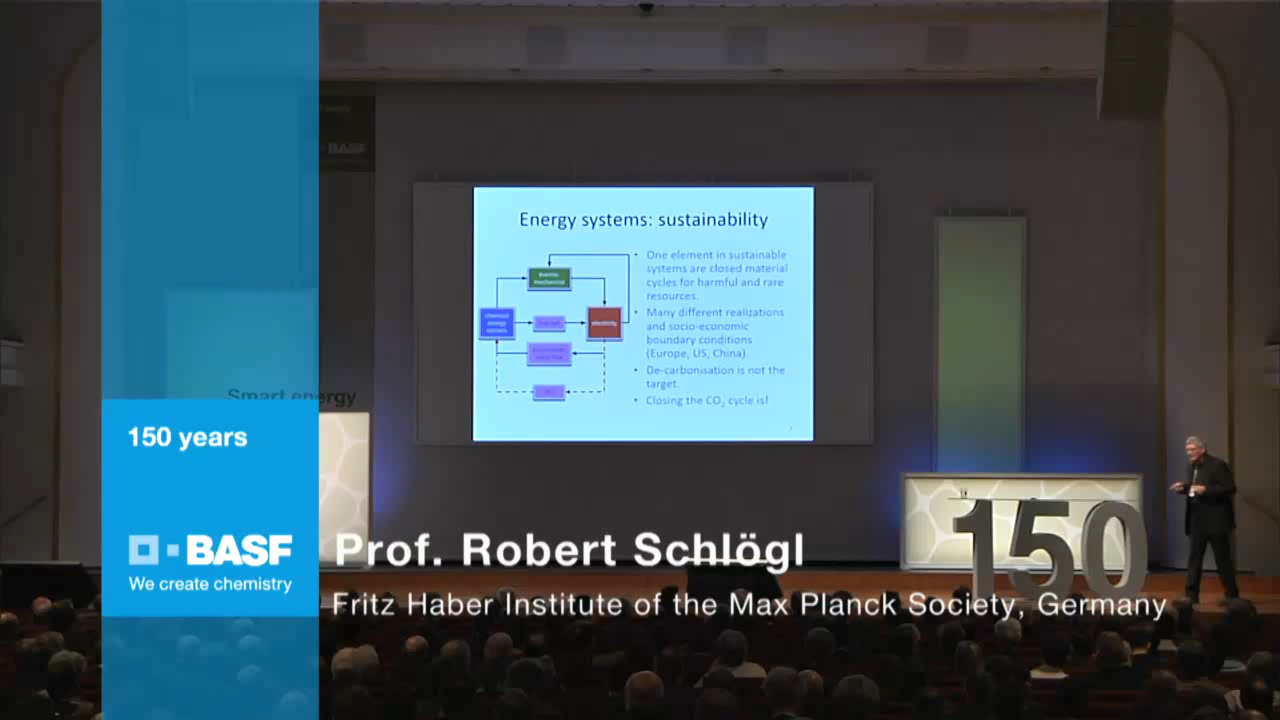 BASF
Energy systems: sustainability
thermo-
mechanical
chemical
energy
carriers
electricity
• One element in sustainable
systems are closed material
cycles for harmful and rare
resources.
• Many different realizations
and socio-economic
boundary conditions
(Europe, US, China)
• De-carbonisation is not the
target.
• Closing the CO₂ cycle is!
Smart energy
150 years
BASF
We create chemistry
150
Prof. Robert Schlögl
Fritz Haber Institute of the Max Planck Society, Germany